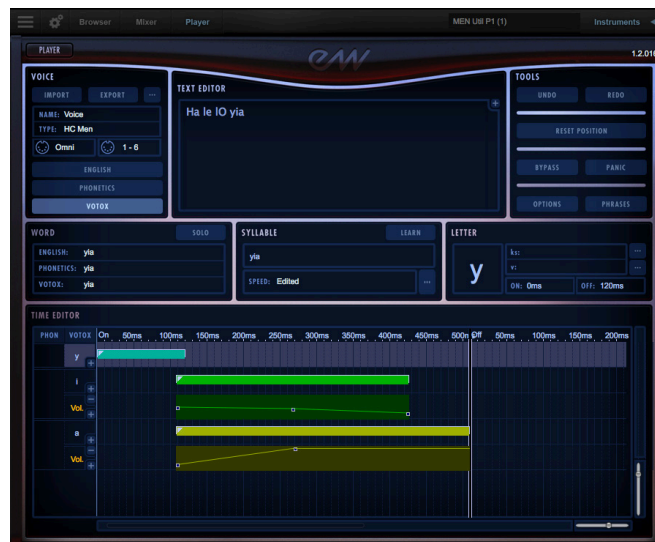 Browser Mixer Player MEN Util P1 (1) Instruments
PLAYER
EW
1.2.016
VOICE
IMPORT EXPORT ...
NAME: Voice
TYPE: HC Men
Omni 1 - 6
ENGLISH
PHONETICS
VOTOX
TEXT EDITOR
+
Ha le lO yia
TOOLS
UNDO REDO
RESET POSITION
BYPASS PANIC
OPTIONS PHRASES
WORD SOLO
ENGLISH: yia
PHONETICS: yia
VOTOX: yia
SYLLABLE LEARN
yia
SPEED: Edited ...
LETTER
y
ks: ...
v: ...
ON: 0ms OFF: 120ms
TIME EDITOR
PHON VOTOX On 50ms 100ms 150ms 200ms 250ms 300ms 350ms 400ms 450ms 500n Off 50ms 100ms 150ms 200ms
y +
i +
Vol. - +
a +
Vol. - +